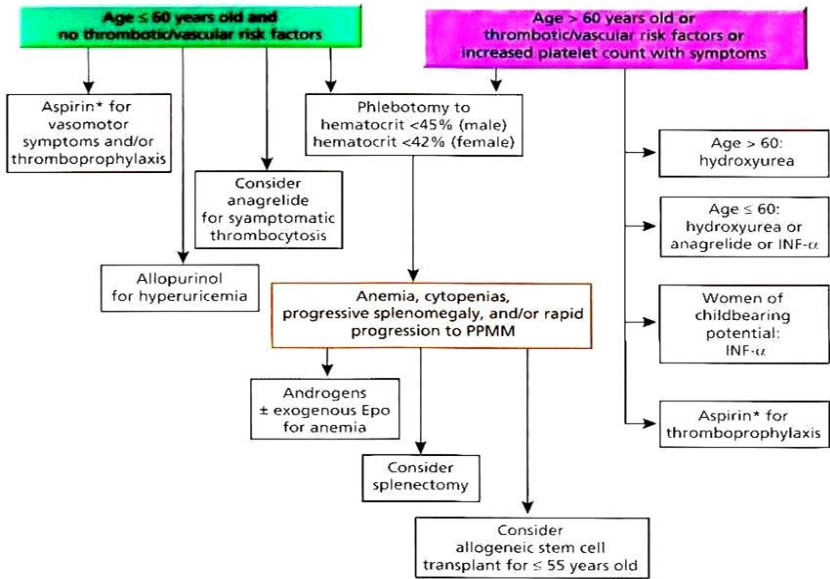 Age ≤ 60 years old and
no thrombotic/vascular risk factors
Age > 60 years old or
thrombotic/vascular risk factors or
increased platelet count with symptoms
Aspirin* for
vasomotor
symptoms and/or
thromboprophylaxis
Phlebotomy to
hematocrit <45% (male)
hematocrit <42% (female)
Age > 60:
hydroxyurea
Consider
anagrelide
for syamptomatic
thrombocytosis
Age ≤ 60:
hydroxyurea or
anagrelide or INF-α
Allopurinol
for hyperuricemia
Anemia, cytopenias,
progressive splenomegaly, and/or rapid
progression to PPMM
Women of
childbearing
potential:
INF-α
Androgens
± exogenous Epo
for anemia
Aspirin* for
thromboprophylaxis
Consider
splenectomy
Consider
allogeneic stem cell
transplant for ≤ 55 years old